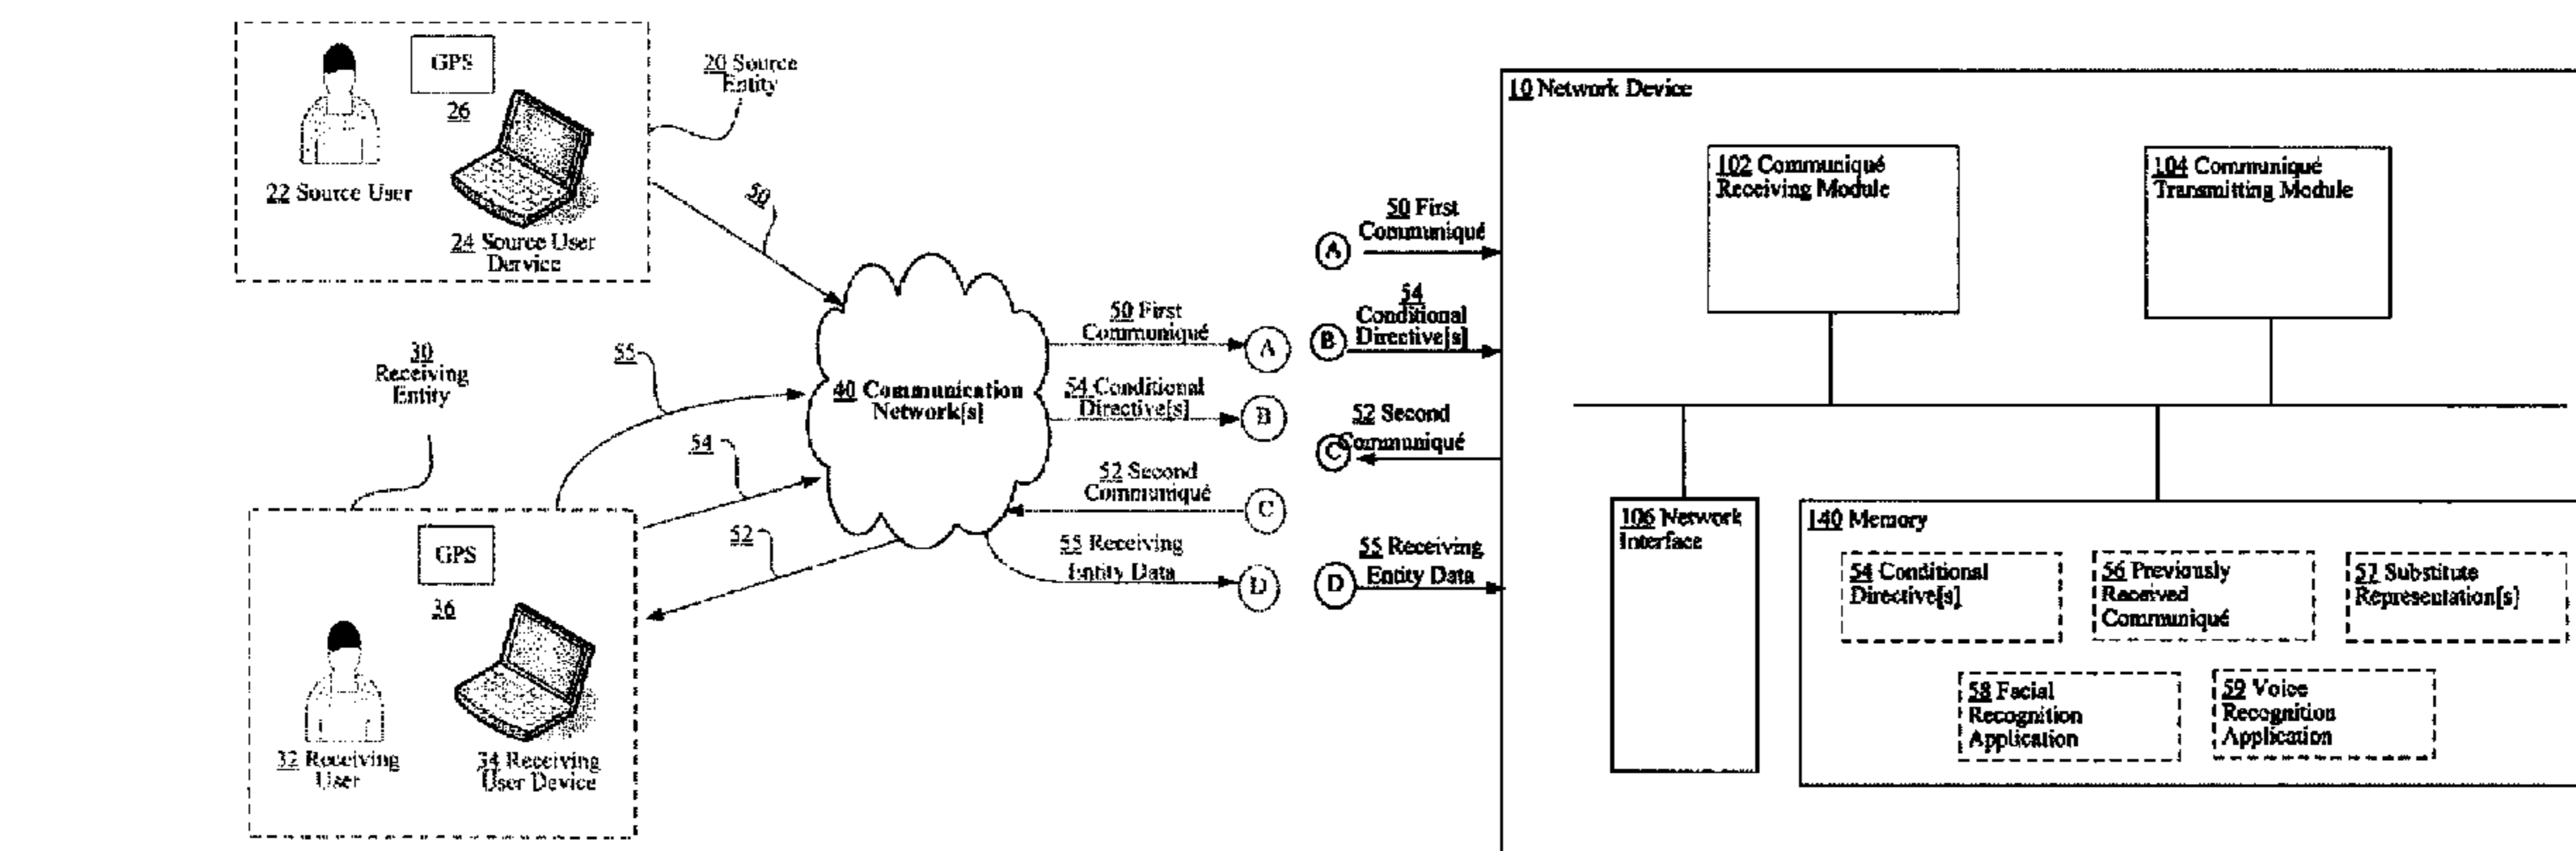 GPS
26
22 Source User
24 Source User
Dervice
20 Source
Entity
50
30
Receiving
Entity
55
54
52
GPS
36
32 Receiving
User
34 Receiving
User Device
40 Communication
Network[s]
50 First
Communiqué
A
54 Conditional
Directive[s]
B
52 Second
Communiqué
C
55 Receiving
Entity Data
D
50 First
Communiqué
A
54
Conditional
Directive[s]
B
52 Second
Communiqué
C
55 Receiving
Entity Data
D
10 Network Device
102 Communiqué
Receiving Module
104 Communiqué
Transmitting Module
106 Network
Interface
140 Memory
54 Conditional
Directive[s]
56 Previously
Received
Communiqué
57 Substitute
Representation[s]
58 Facial
Recognition
Application
59 Voice
Recognition
Application